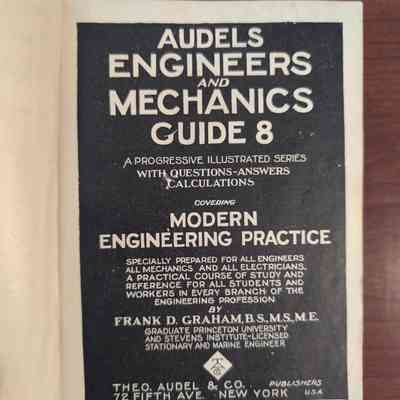 AUDELS
ENGINEERS
AND
MECHANICS
GUIDE 8
A PROGRESSIVE ILLUSTRATED SERIES
WITH QUESTIONS-ANSWERS
CALCULATIONS
COVERING
MODERN
ENGINEERING PRACTICE
SPECIALLY PREPARED FOR ALL ENGINEERS
ALL MECHANICS AND ALL ELECTRICIANS.
A PRACTICAL COURSE OF STUDY AND
REFERENCE FOR ALL STUDENTS AND
WORKERS IN EVERY BRANCH OF THE
ENGINEERING PROFESSION
BY
FRANK D. GRAHAM, B.S., M.S., M.E.
GRADUATE PRINCETON UNIVERSITY
AND STEVENS INSTITUTE-LICENSED
STATIONARY AND MARINE ENGINEER
THEO. AUDEL & CO. PUBLISHERS
72 FIFTH AVE. NEW YORK U.S.A.